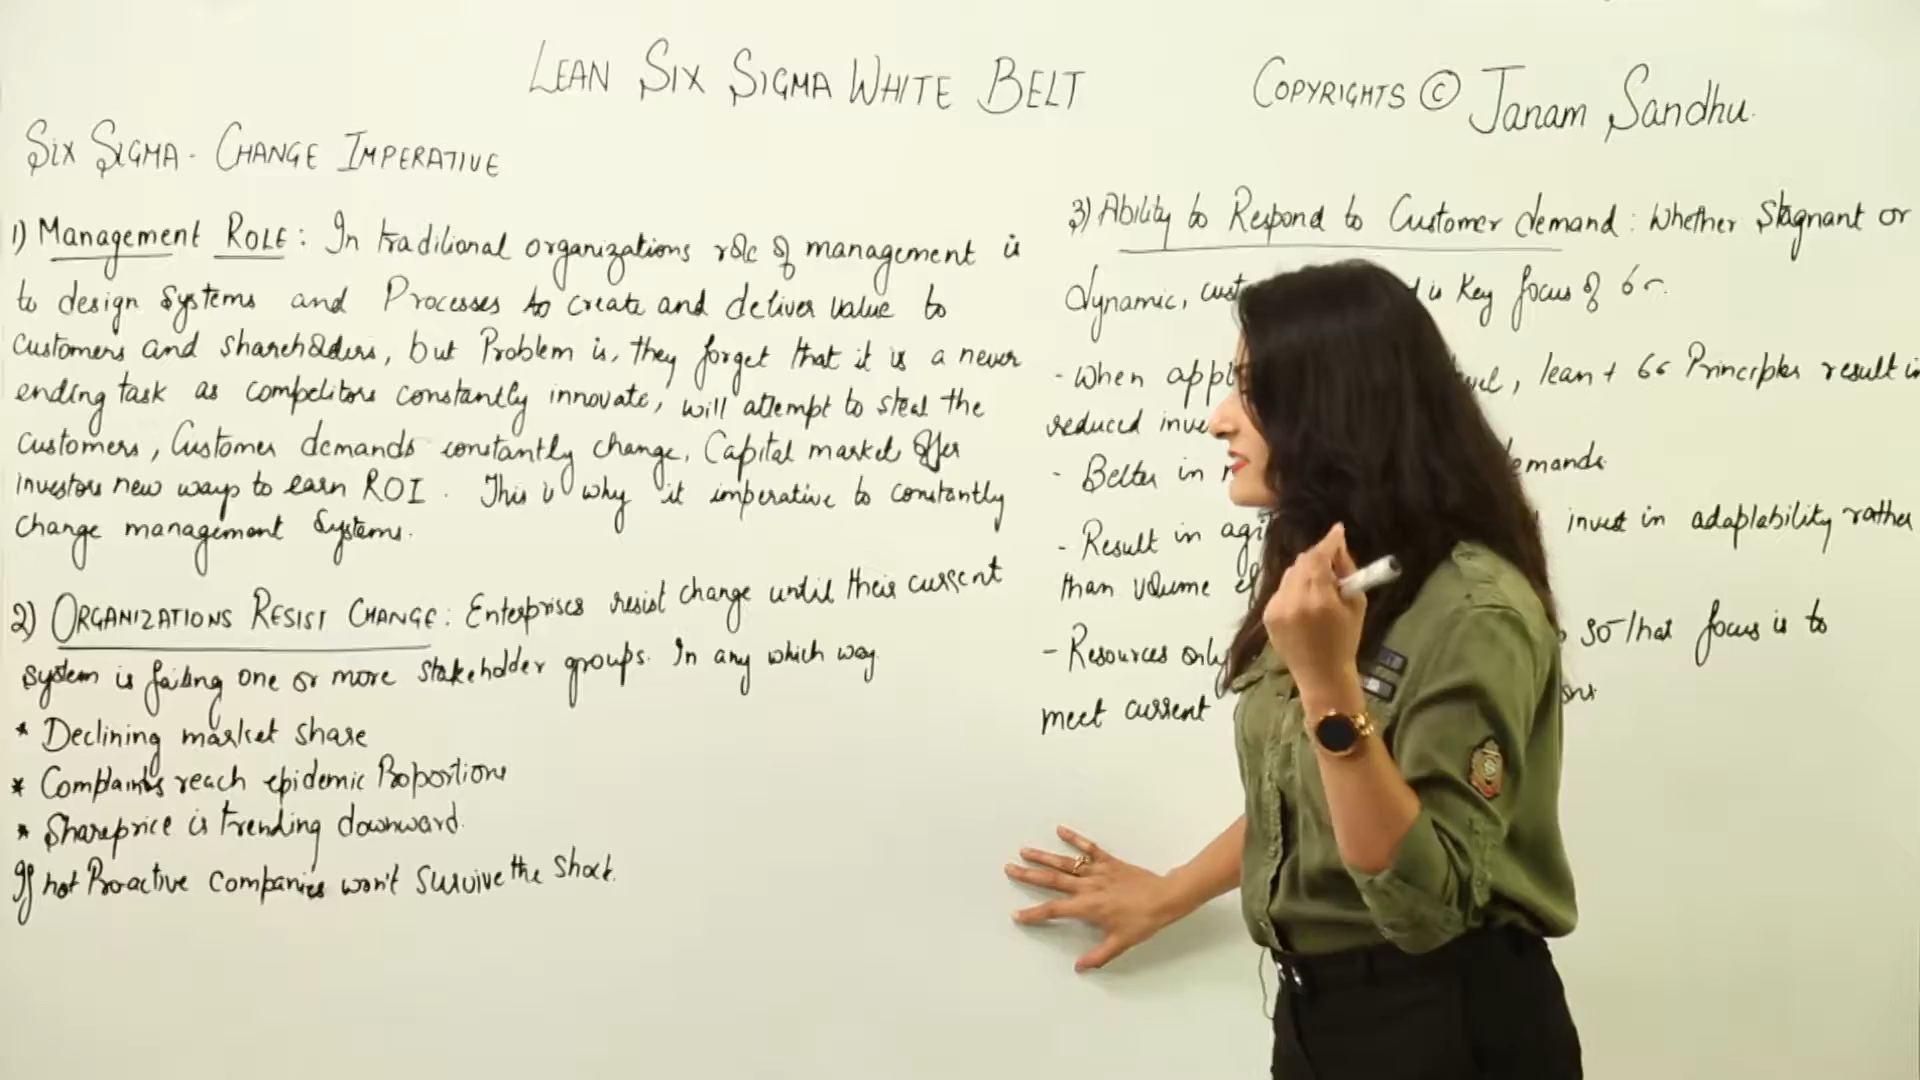 LEAN SIX SIGMA WHITE BELT
COPYRIGHTS © Janam Sandhu.
SIX SIGMA - CHANGE IMPERATIVE
1) Management ROLE: In traditional organizations role of management is
to design systems and Processes to create and deliver value to
customers and shareholders, but Problem is, they forget that it is a never
ending task as competitors constantly innovate, will attempt to steal the
customers, Customer demands constantly change, Capital market offer
investors new ways to earn ROI. This is why it imperative to constantly
change management systems.
2) ORGANIZATIONS RESIST CHANGE: Enterprises resist change until their current
system is failing one or more stakeholder groups. In any which way.
* Declining market share
* Complaints reach epidemic Proportions
* Shareprice is trending downward.
If not Proactive companies won't survive the shock.
3) Ability to Respond to Customer demand: Whether Stagnant or
dynamic, is key focus of 6σ.
- When lean + 6σ Principles result in
reduced
- Better in demands
- Result in invest in adaptability rather
than volume
- Resources only so that focus is to
meet current